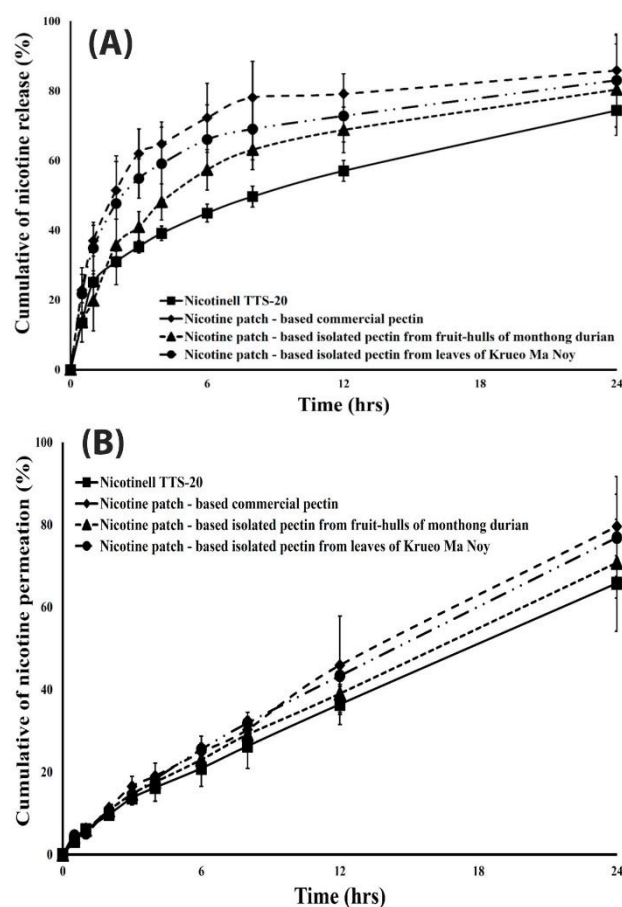 (A)
Cumulative of nicotine release (%)
100
80
60
40
20
0
Nicotinell TTS-20
Nicotine patch - based commercial pectin
Nicotine patch - based isolated pectin from fruit-hulls of monthong durian
Nicotine patch - based isolated pectin from leaves of Krueo Ma Noy
0 6 12 18 24
Time (hrs)
(B)
Cumulative of nicotine permeation (%)
100
80
60
40
20
0
Nicotinell TTS-20
Nicotine patch - based commercial pectin
Nicotine patch - based isolated pectin from fruit-hulls of monthong durian
Nicotine patch - based isolated pectin from leaves of Krueo Ma Noy
0 6 12 18 24
Time (hrs)